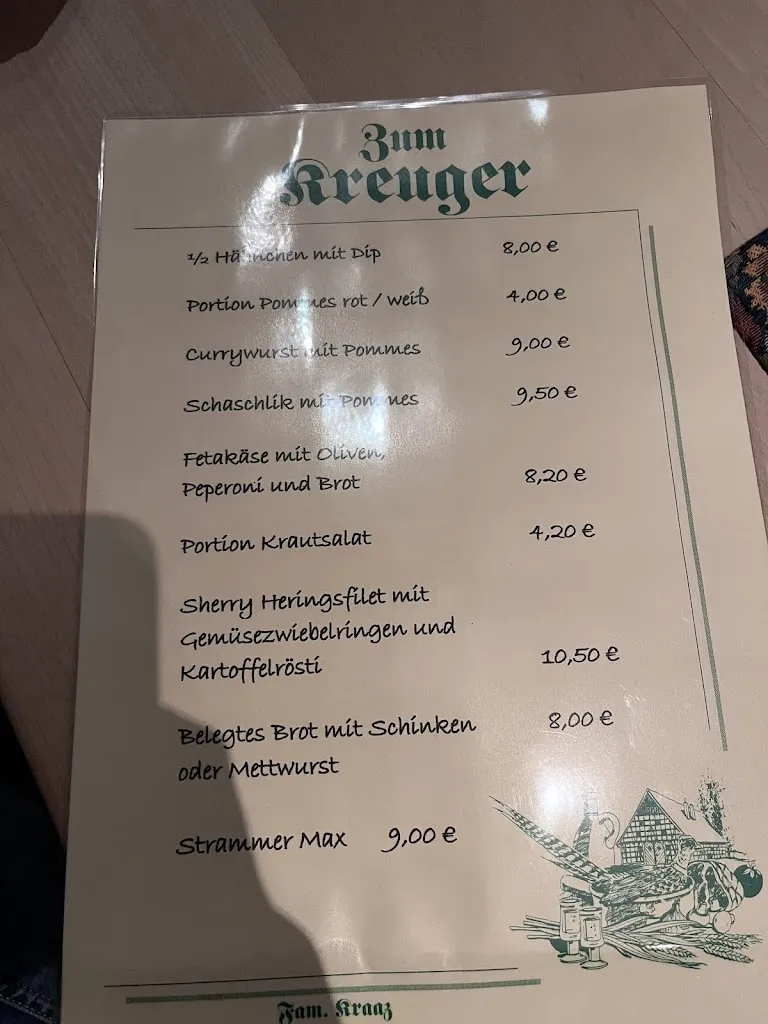 Zum
Kreuger
½ Hähnchen mit Dip 8,00 €
Portion Pommes rot / weiß 4,00 €
Currywurst mit Pommes 9,00 €
Schaschlik mit Pommes 9,50 €
Fetakäse mit Oliven,
Peperoni und Brot 8,20 €
Portion Krautsalat 4,20 €
Sherry Heringsfilet mit
Gemüsezwiebelringen und
Kartoffelrösti 10,50 €
Belegtes Brot mit Schinken 8,00 €
oder Mettwurst
Strammer Max 9,00 €
Fam. Kraaz